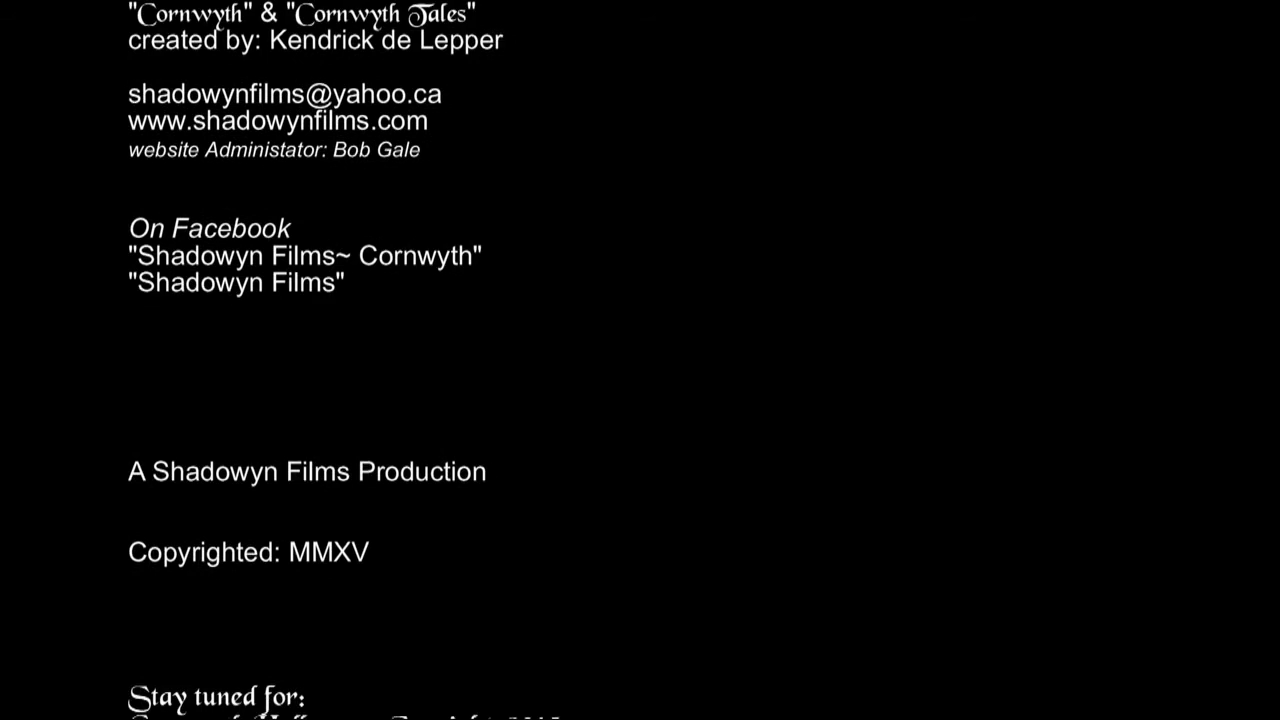 "Cornwyth" & "Cornwyth Tales"
created by: Kendrick de Lepper
shadowynfilms@yahoo.ca
www.shadowynfilms.com
website Administator: Bob Gale
On Facebook
"Shadowyn Films~ Cornwyth"
"Shadowyn Films"
A Shadowyn Films Production
Copyrighted: MMXV
Stay tuned for: